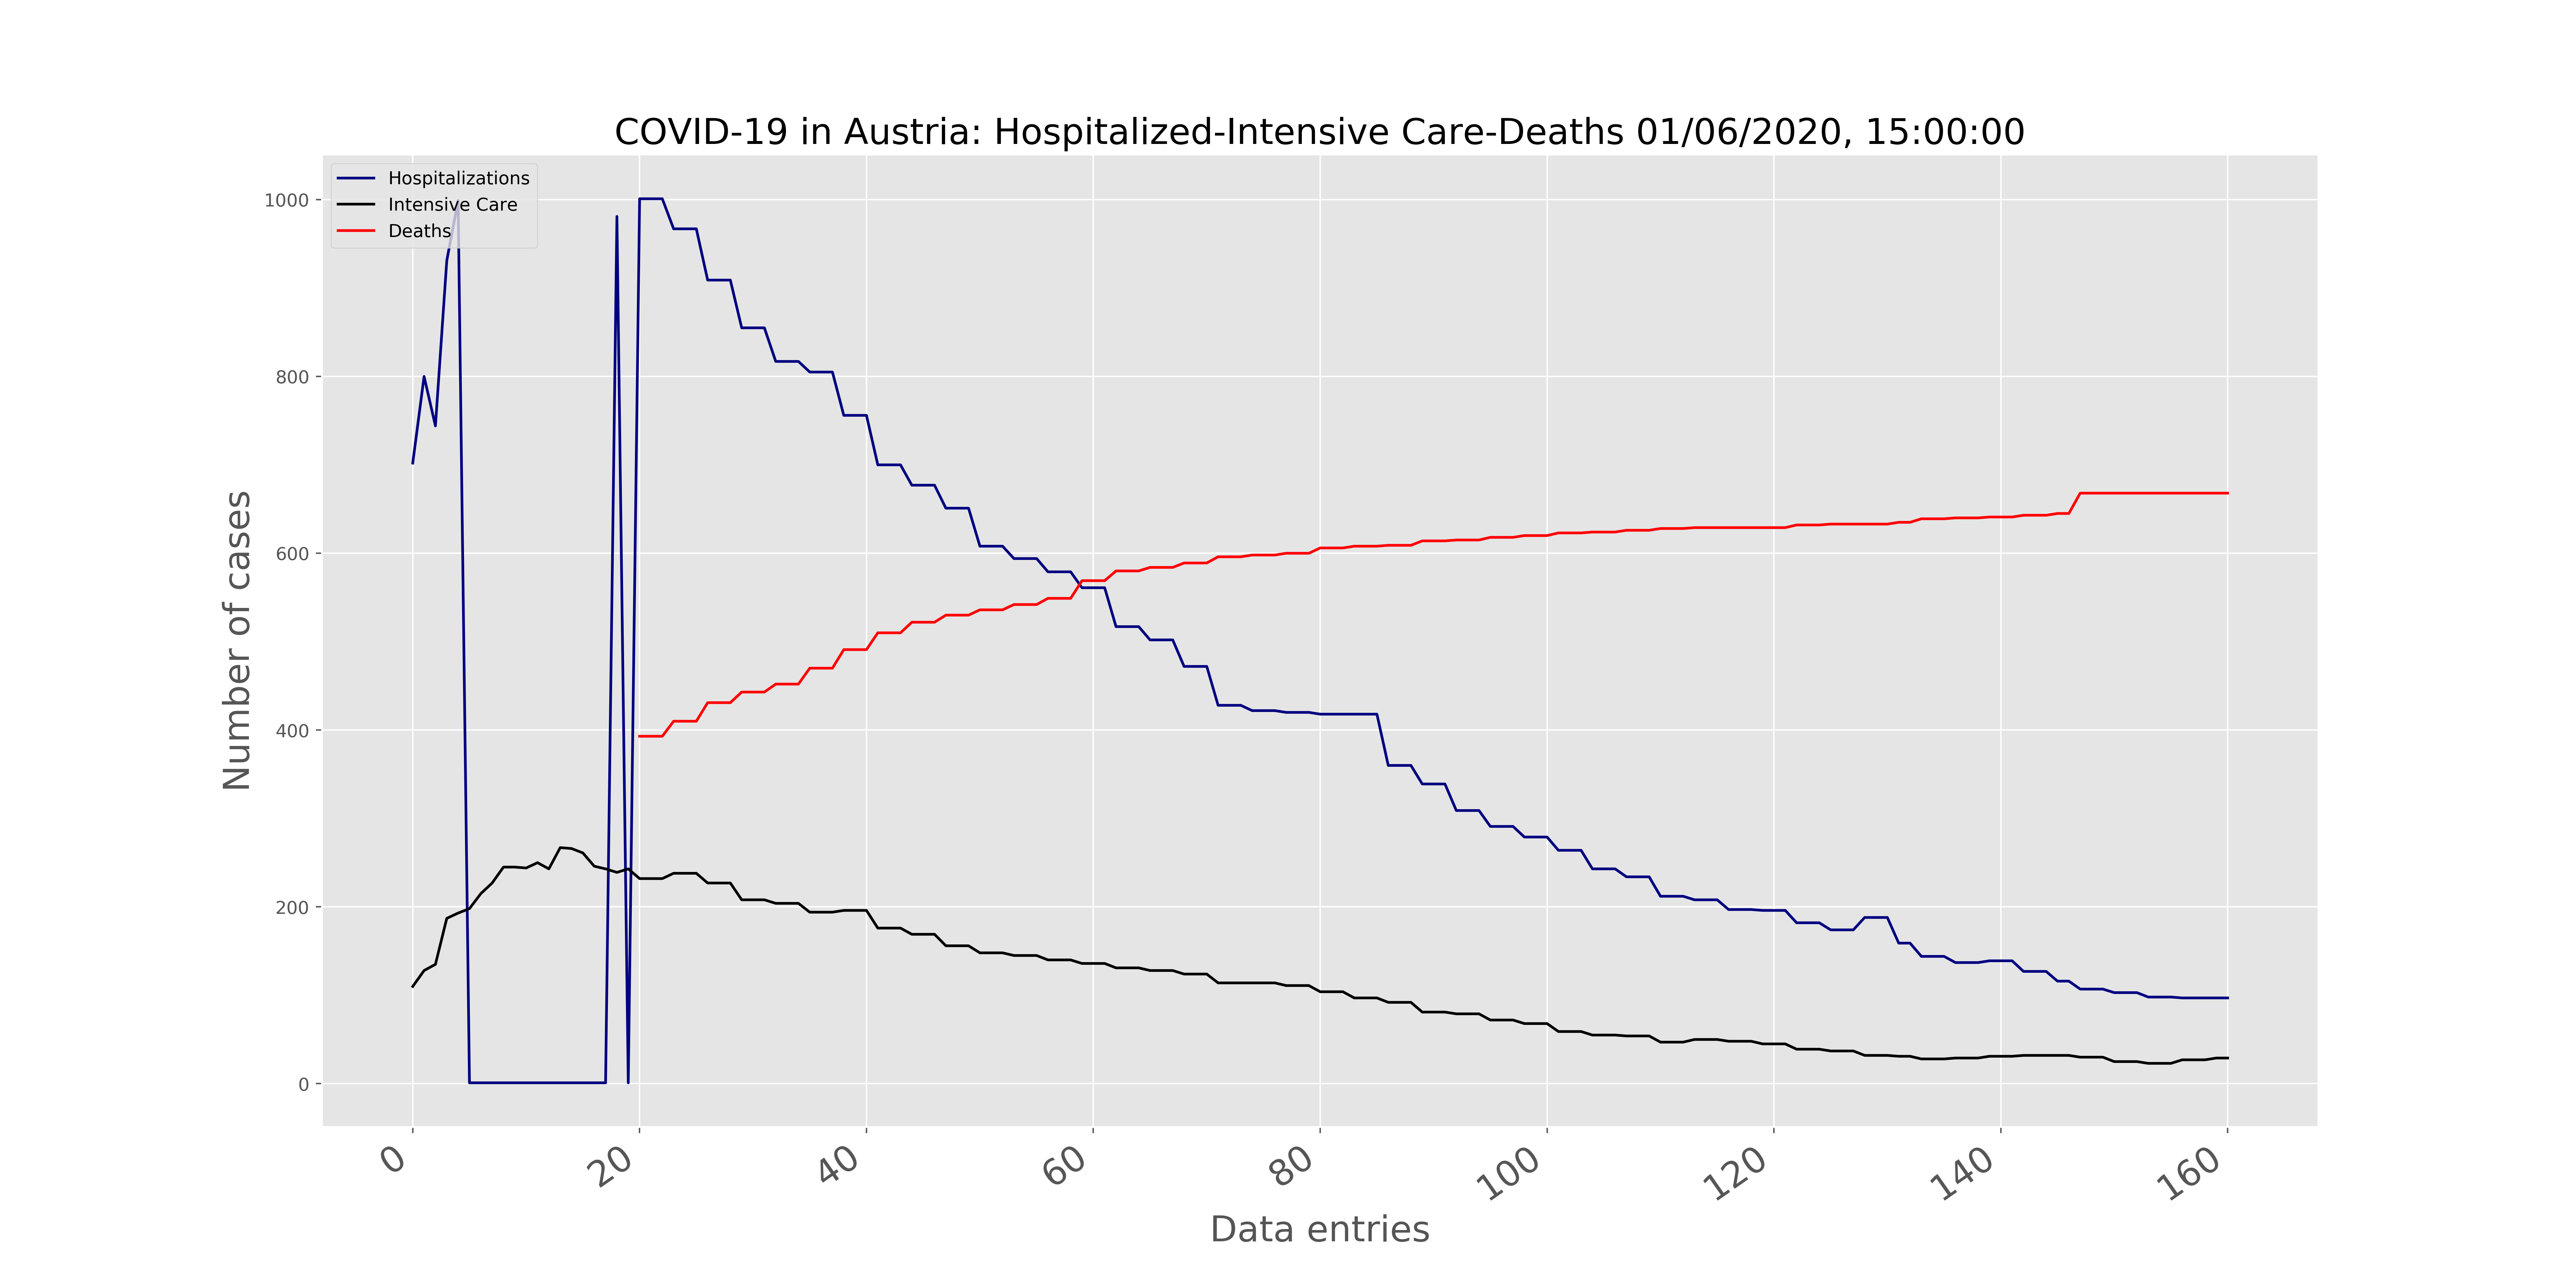 COVID-19 in Austria: Hospitalized-Intensive Care-Deaths 01/06/2020, 15:00:00
Hospitalizations
Intensive Care
Deaths
1000
800
600
400
200
0
Number of cases
0 20 40 60 80 100 120 140 160
Data entries